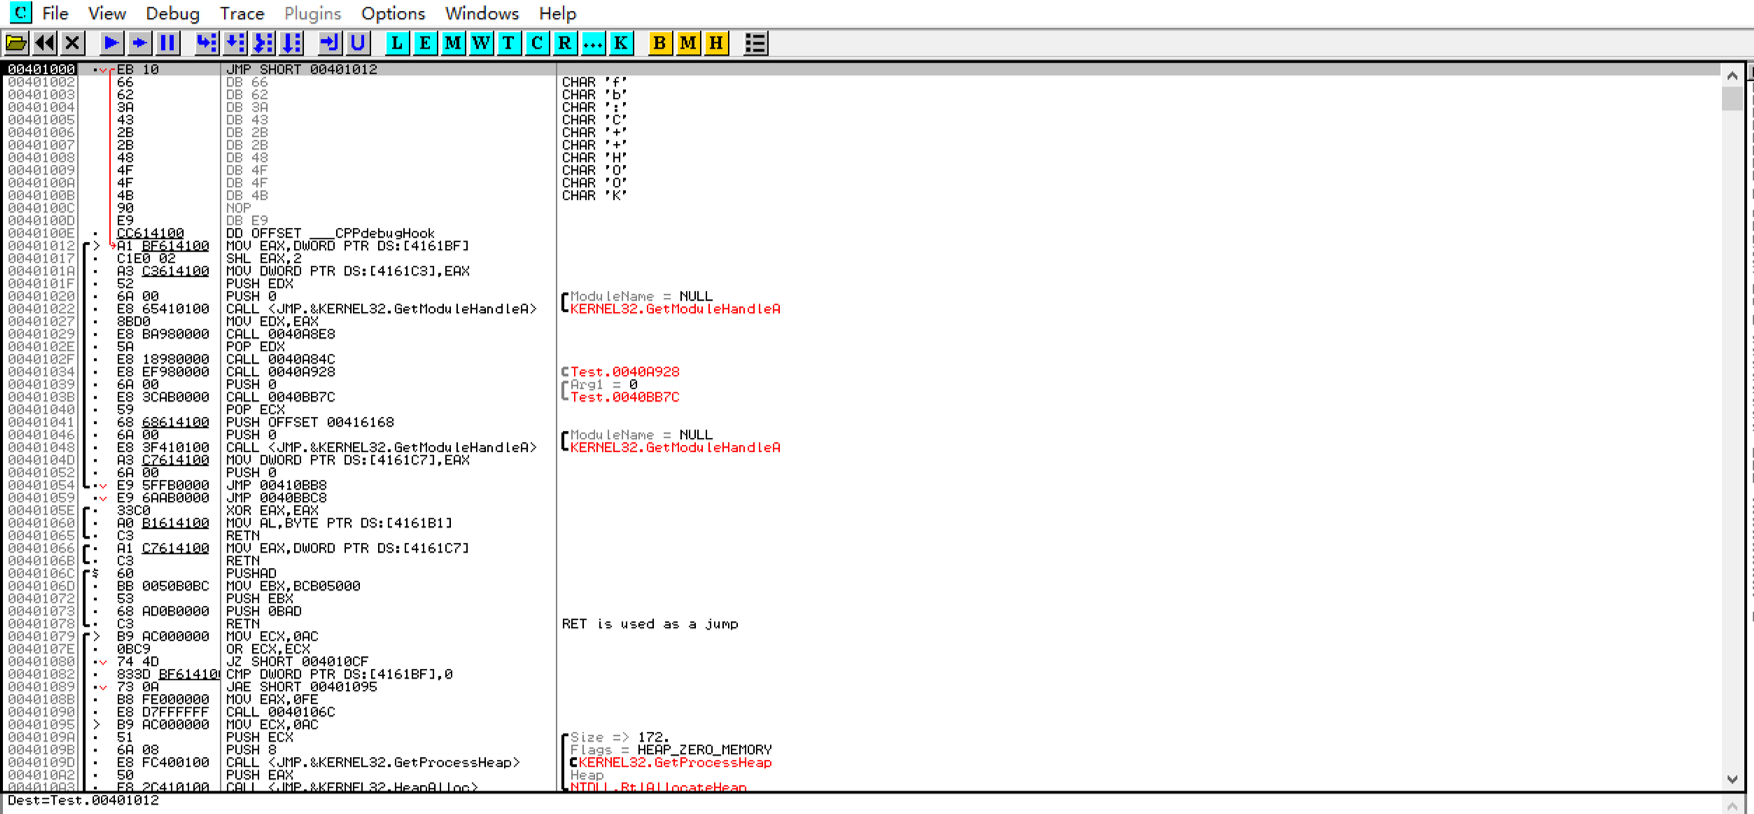 C File View Debug Trace Plugins Options Windows Help
L E M W T C R ... K B M H
00401000 EB 10 JMP SHORT 00401012
00401002 66 DB 66 CHAR 'f'
00401003 62 DB 62 CHAR 'b'
00401004 3A DB 3A CHAR ':'
00401005 43 DB 43 CHAR 'C'
00401006 2B DB 2B CHAR '+'
00401007 2B DB 2B CHAR '+'
00401008 48 DB 48 CHAR 'H'
00401009 4F DB 4F CHAR 'O'
0040100A 4F DB 4F CHAR 'O'
0040100B 4B DB 4B CHAR 'K'
0040100C 90 NOP
0040100D E9 DB E9
0040100E . CC614100 DD OFFSET ___CPPdebugHook
00401012 > A1 BF614100 MOV EAX,DWORD PTR DS:[4161BF]
00401017 . C1E0 02 SHL EAX,2
0040101A . A3 C3614100 MOV DWORD PTR DS:[4161C3],EAX
0040101F . 52 PUSH EDX
00401020 . 6A 00 PUSH 0 ModuleName = NULL
00401022 . E8 65410100 CALL <JMP.&KERNEL32.GetModuleHandleA> KERNEL32.GetModuleHandleA
00401027 . 8BD0 MOV EDX,EAX
00401029 . E8 BA980000 CALL 0040A8E8
0040102E . 5A POP EDX
0040102F . E8 18980000 CALL 0040A84C
00401034 . E8 EF980000 CALL 0040A928 Test.0040A928
00401039 . 6A 00 PUSH 0 Arg1 = 0
0040103B . E8 3CAB0000 CALL 0040BB7C Test.0040BB7C
00401040 . 59 POP ECX
00401041 . 68 68614100 PUSH OFFSET 00416168
00401046 . 6A 00 PUSH 0 ModuleName = NULL
00401048 . E8 3F410100 CALL <JMP.&KERNEL32.GetModuleHandleA> KERNEL32.GetModuleHandleA
0040104D . A3 C7614100 MOV DWORD PTR DS:[4161C7],EAX
00401052 . 6A 00 PUSH 0
00401054 . E9 5FFB0000 JMP 00410BB8
00401059 . E9 6AAB0000 JMP 0040BBC8
0040105E . 33C0 XOR EAX,EAX
00401060 . A0 B1614100 MOV AL,BYTE PTR DS:[4161B1]
00401065 . C3 RETN
00401066 . A1 C7614100 MOV EAX,DWORD PTR DS:[4161C7]
0040106B . C3 RETN
0040106C $ 60 PUSHAD
0040106D . BB 0050B0BC MOV EBX,BCB05000
00401072 . 53 PUSH EBX
00401073 . 68 AD0B0000 PUSH 0BAD
00401078 . C3 RETN RET is used as a jump
00401079 > B9 AC000000 MOV ECX,0AC
0040107E . 0BC9 OR ECX,ECX
00401080 . 74 4D JZ SHORT 004010CF
00401082 . 833D BF61410 CMP DWORD PTR DS:[4161BF],0
00401089 . 73 0A JAE SHORT 00401095
0040108B . B8 FE000000 MOV EAX,0FE
00401090 . E8 D7FFFFFF CALL 0040106C
00401095 > B9 AC000000 MOV ECX,0AC
0040109A . 51 PUSH ECX Size => 172.
0040109B . 6A 08 PUSH 8 Flags = HEAP_ZERO_MEMORY
0040109D . E8 FC400100 CALL <JMP.&KERNEL32.GetProcessHeap> KERNEL32.GetProcessHeap
004010A2 . 50 PUSH EAX Heap
004010A3 . E8 2C410100 CALL <JMP.&KERNEL32.HeapAlloc> NTDLL.RtlAllocateHeap
Dest=Test.00401012